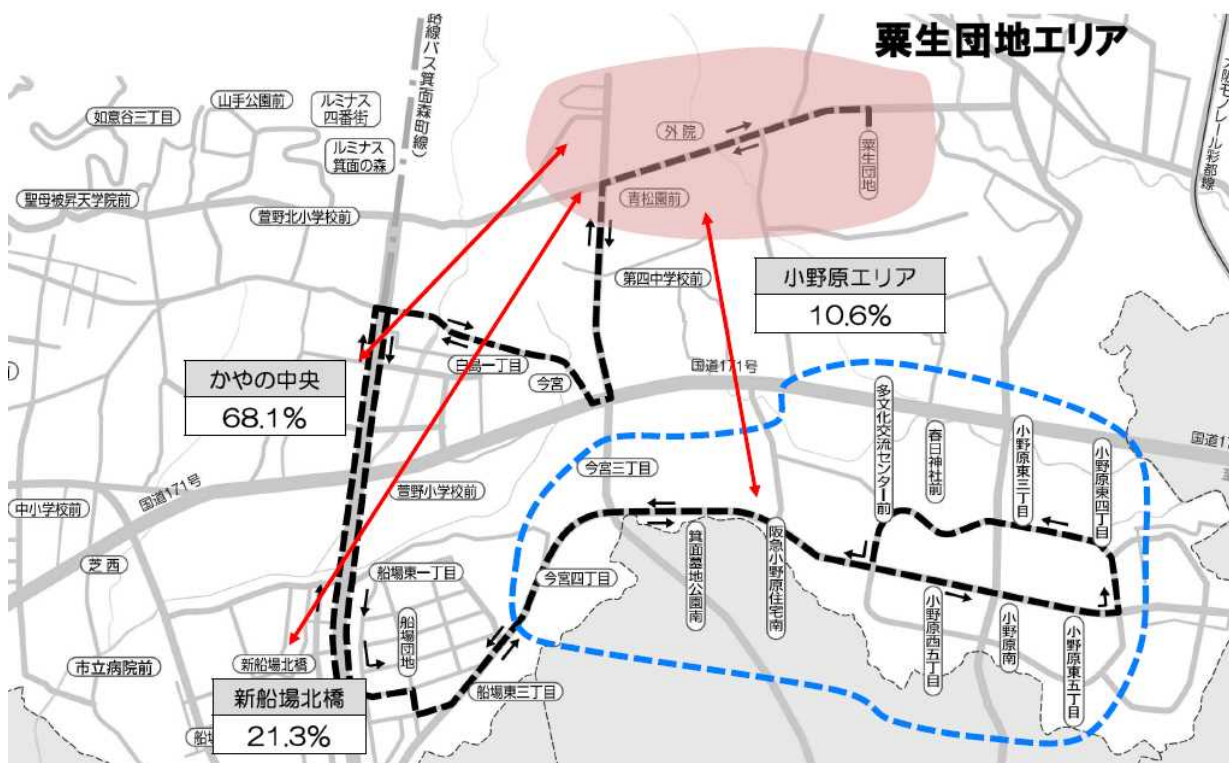 粟生団地エリア
路線バス箕面森町線)
大阪モノレール彩都線
山手公園前
ルミナス
四番街
如意谷三丁目
ルミナス
箕面の森
外院
粟生団地
聖母被昇天学院前
青松園前
萱野北小学校前
第四中学校前
小野原エリア
10.6%
白島一丁目
国道171号
かやの中央
68.1%
今宮
多文化交流センター前
春日神社前
小野原東三丁目
小野原東四丁目
国道17
今宮三丁目
萱野小学校前
国道171号
中小学校前
芝西
船場東一丁目
今宮四丁目
箕面墓地公園南
阪急小野原住宅南
船場団地
小野原西五丁目
小野原南
小野原東五丁目
新船場北橋
市立病院前
船場東三丁目
新船場北橋
21.3%